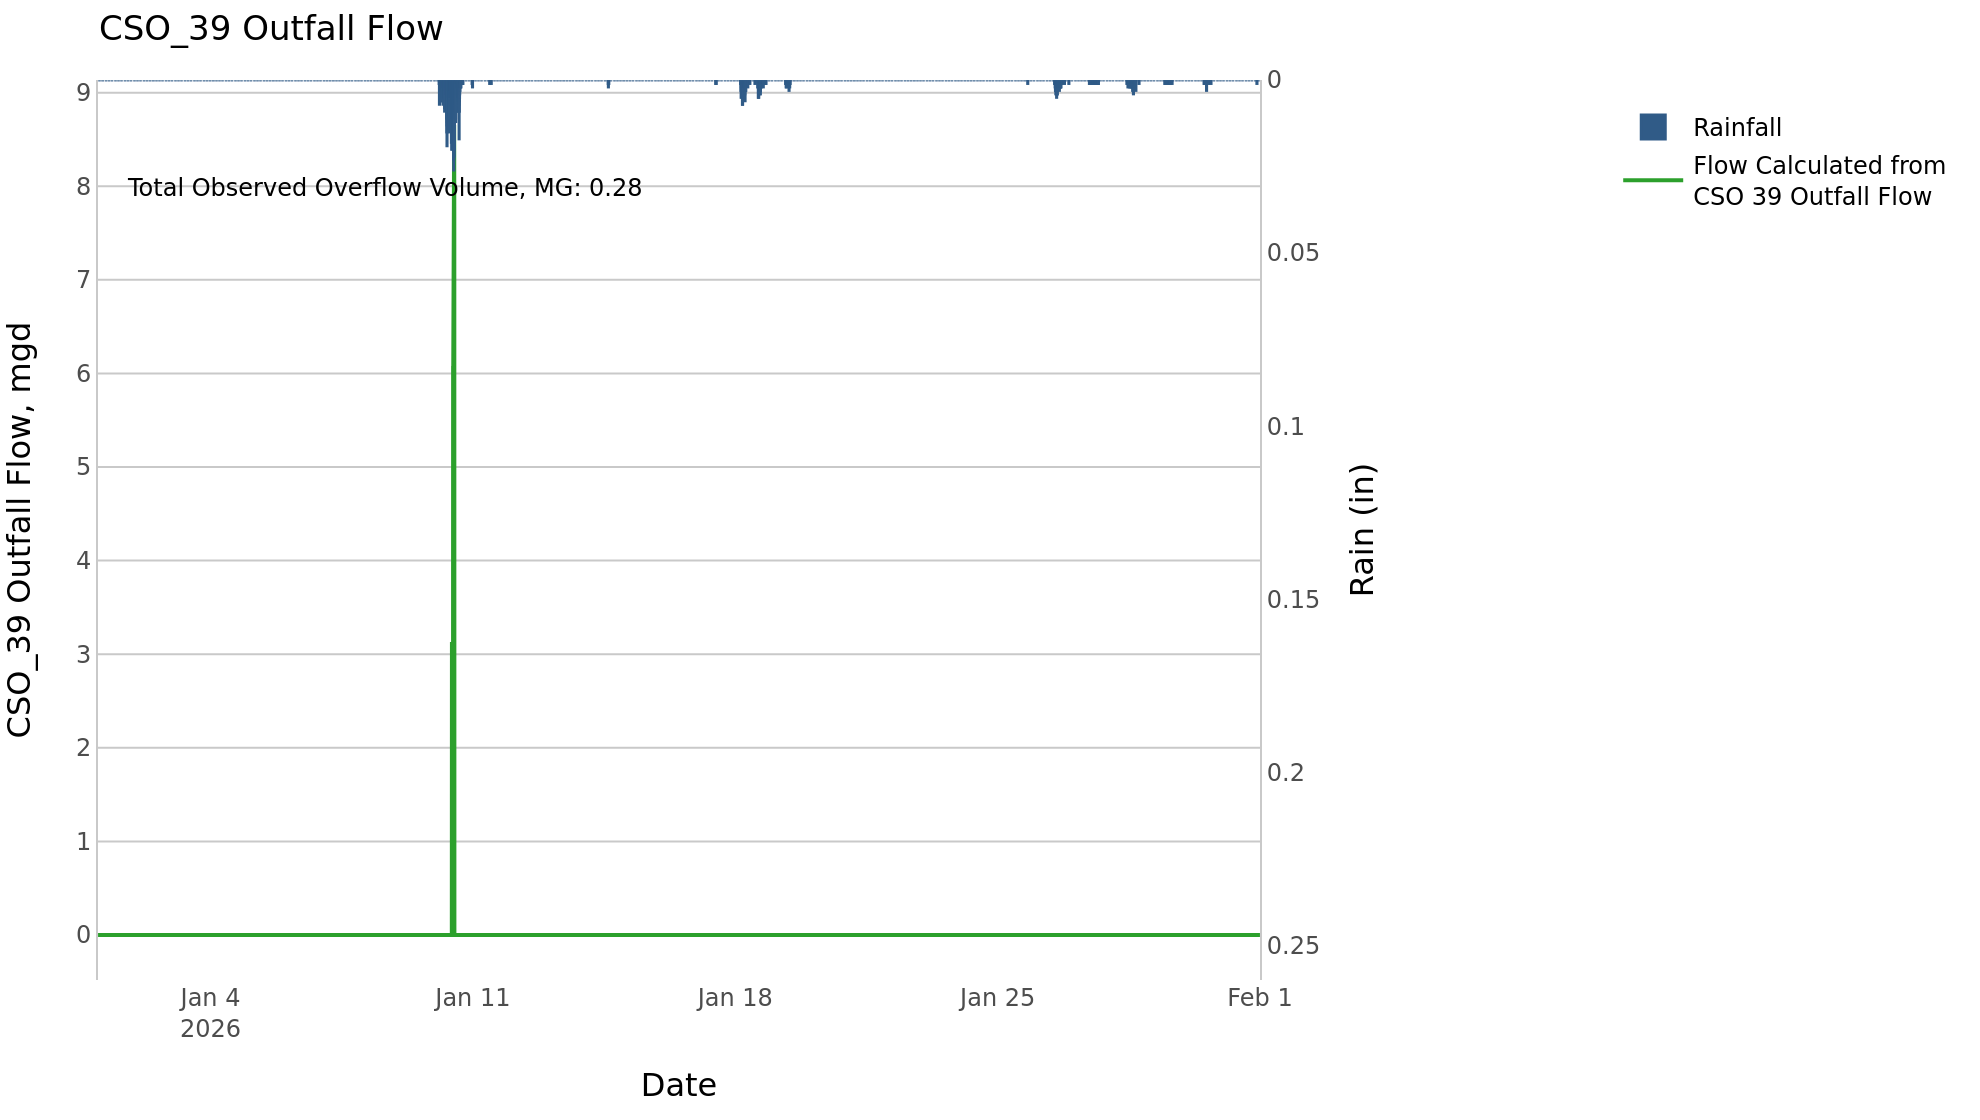 CSO_39 Outfall Flow
9
8
7
6
5
4
3
2
1
0
CSO_39 Outfall Flow, mgd
Total Observed Overflow Volume, MG: 0.28
0
0.05
0.1
0.15
0.2
0.25
Rain (in)
Rainfall
Flow Calculated from
CSO 39 Outfall Flow
Jan 4
2026
Jan 11
Jan 18
Jan 25
Feb 1
Date